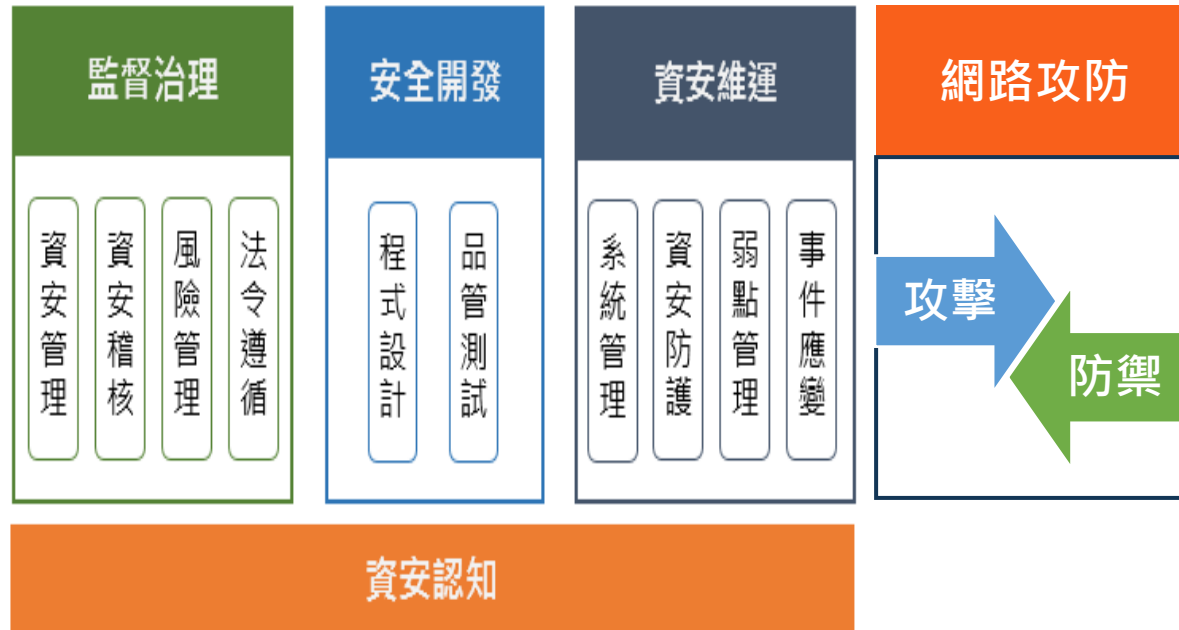 監督治理
資安管理
資安稽核
風險管理
法令遵循
安全開發
程式設計
品管測試
資安維運
系統管理
資安防護
弱點管理
事件應變
網路攻防
攻擊
防禦
資安認知